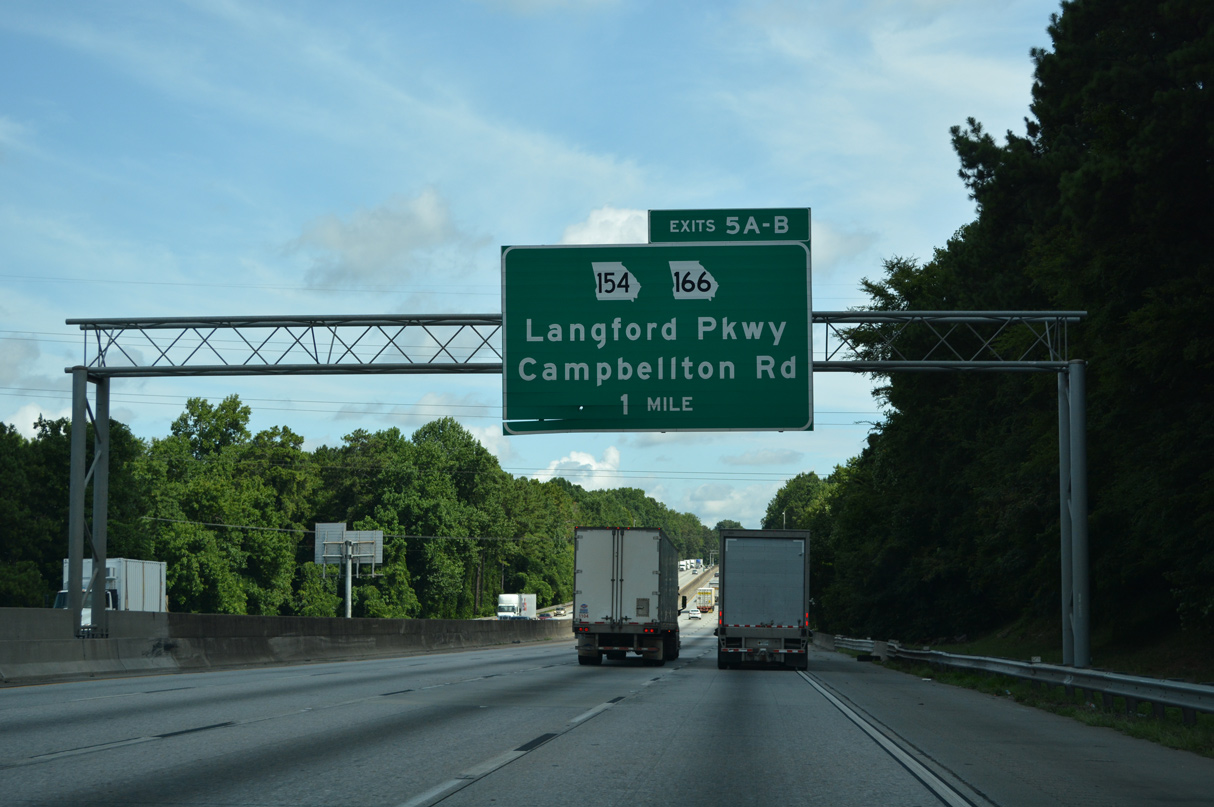 EXITS 5A-B
154 166
Langford Pkwy
Campbellton Rd
1 MILE